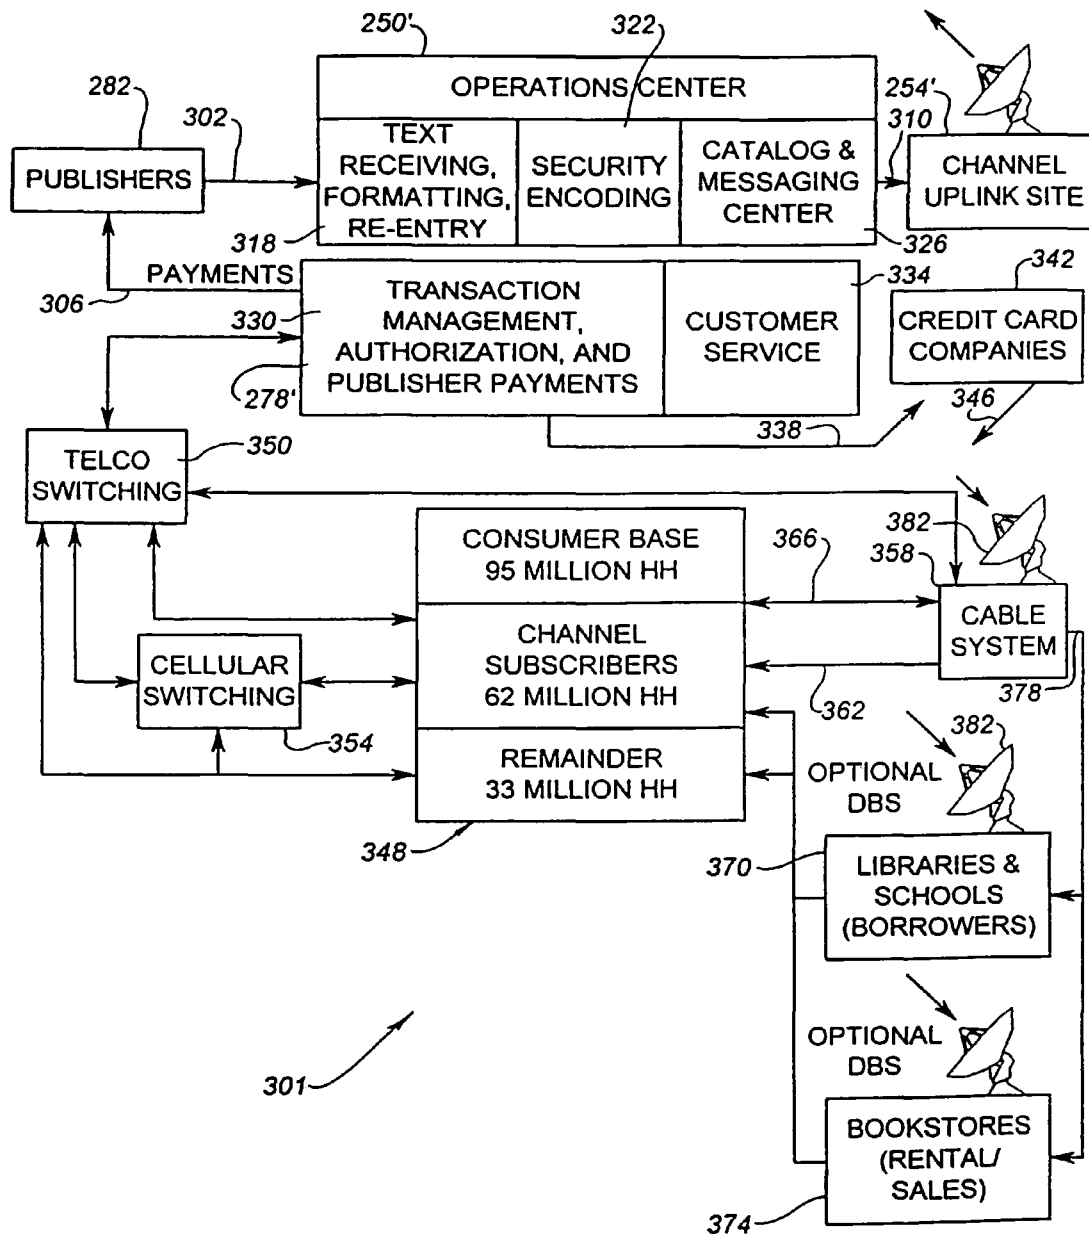 250'
322
OPERATIONS CENTER
282
302
254'
310
PUBLISHERS
TEXT
RECEIVING,
FORMATTING,
RE-ENTRY
SECURITY
ENCODING
CATALOG &
MESSAGING
CENTER
CHANNEL
UPLINK SITE
318
326
PAYMENTS
306
330
278'
TRANSACTION
MANAGEMENT,
AUTHORIZATION, AND
PUBLISHER PAYMENTS
334
CUSTOMER
SERVICE
342
CREDIT CARD
COMPANIES
346
338
350
TELCO
SWITCHING
CONSUMER BASE
95 MILLION HH
366
382
358
CABLE
SYSTEM
CHANNEL
SUBSCRIBERS
62 MILLION HH
CELLULAR
SWITCHING
354
362
378
REMAINDER
33 MILLION HH
348
382
OPTIONAL
DBS
370
LIBRARIES &
SCHOOLS
(BORROWERS)
301
OPTIONAL
DBS
BOOKSTORES
(RENTAL/
SALES)
374